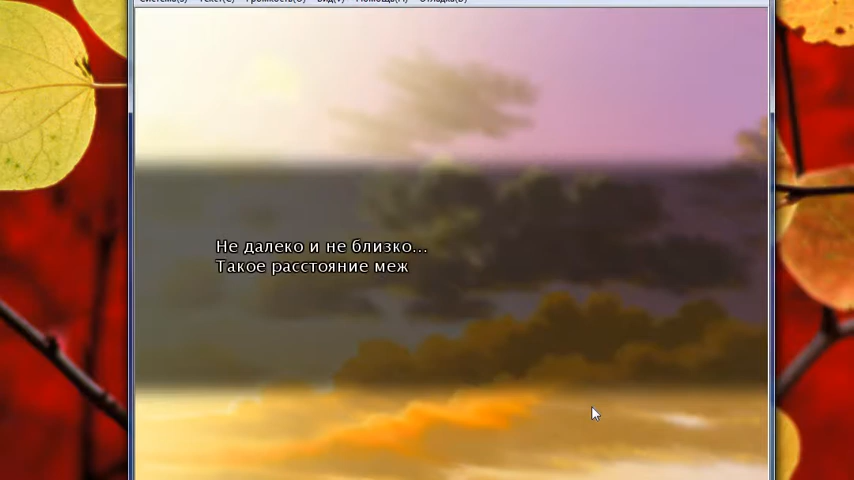 Не далеко и не близко...
Такое расстояние меж